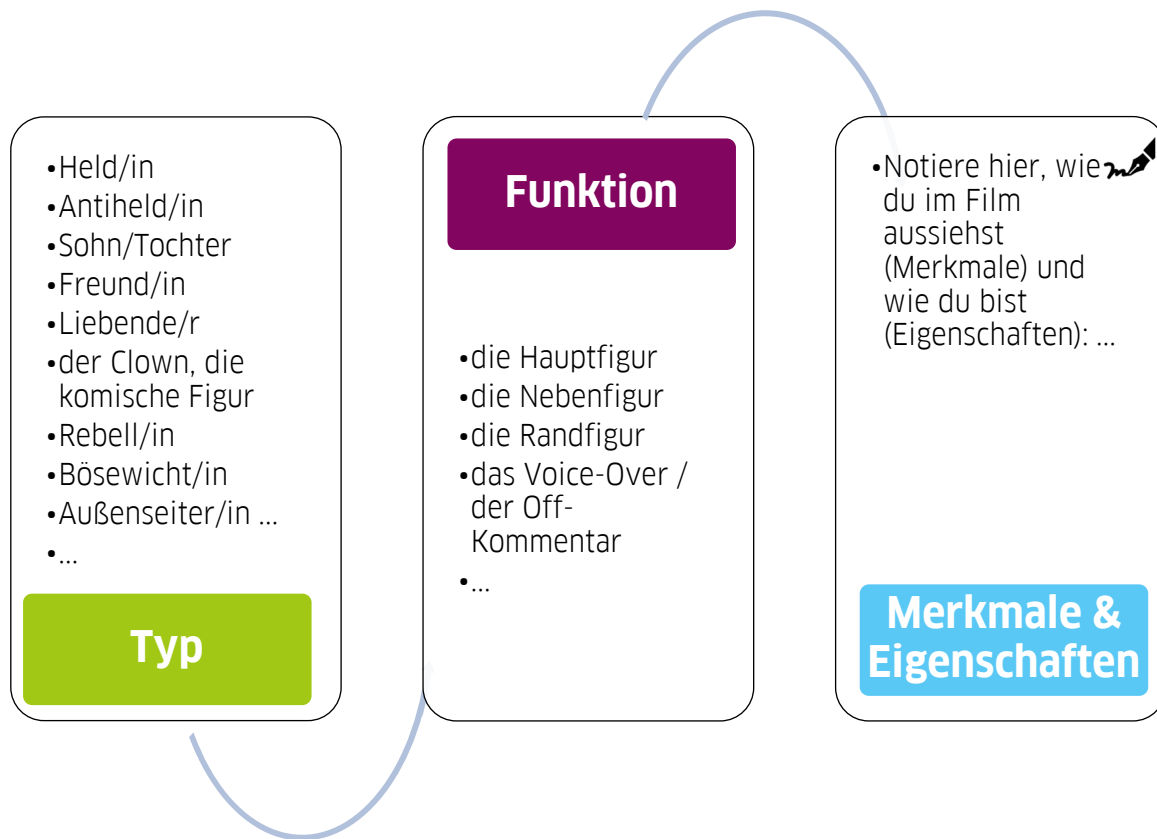 •Held/in
•Antiheld/in
•Sohn/Tochter
•Freund/in
•Liebende/r
•der Clown, die
komische Figur
•Rebell/in
•Bösewicht/in
•Außenseiter/in ...
•...
Typ
Funktion
•die Hauptfigur
•die Nebenfigur
•die Randfigur
•das Voice-Over /
der Off-
Kommentar
•...
•Notiere hier, wie
du im Film
aussiehst
(Merkmale) und
wie du bist
(Eigenschaften): ...
Merkmale &
Eigenschaften